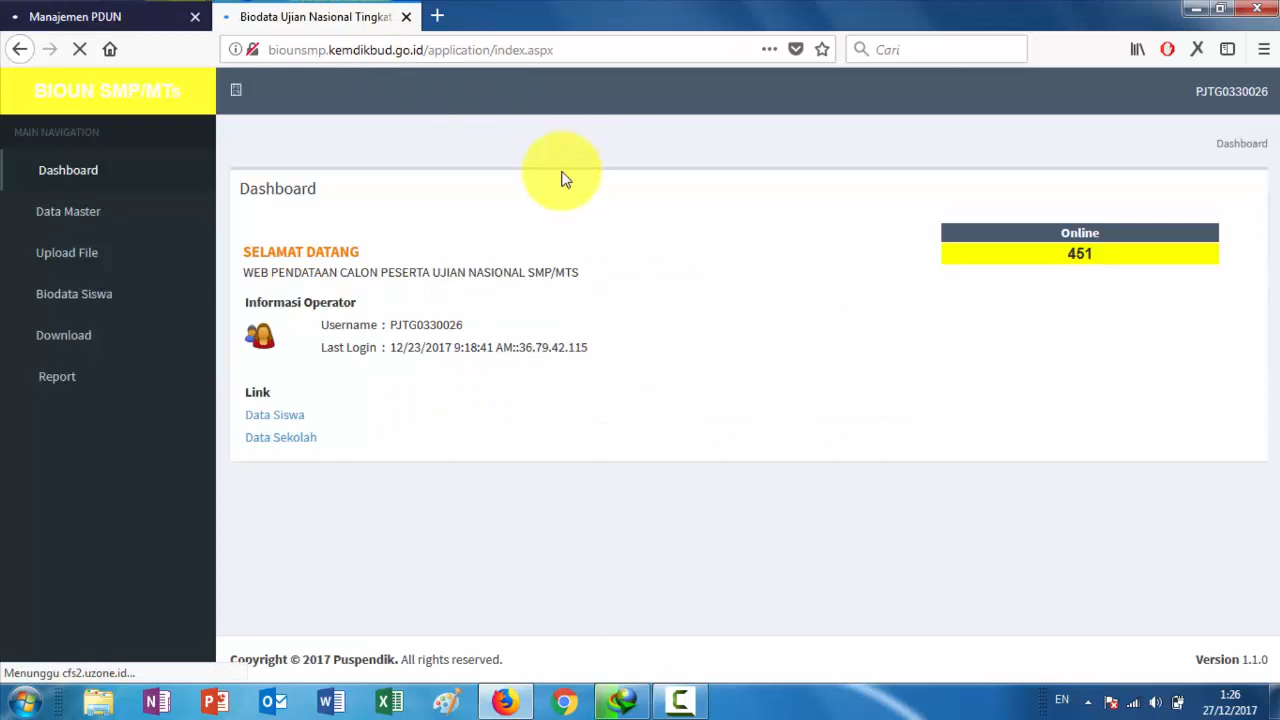 Manajemen PDUN
Biodata Ujian Nasional Tingkat
biounsmp.kemdikbud.go.id/application/index.aspx
Cari
BIOUN SMP/MTs
PJTG0330026
MAIN NAVIGATION
Dashboard
Dashboard
Data Master
Upload File
Biodata Siswa
Download
Report
Dashboard
Online
451
SELAMAT DATANG
WEB PENDATAAN CALON PESERTA UJIAN NASIONAL SMP/MTS
Informasi Operator
Username : PJTG0330026
Last Login : 12/23/2017 9:18:41 AM::36.79.42.115
Link
Data Siswa
Data Sekolah
Copyright © 2017 Puspendik. All rights reserved.
Version 1.1.0
Menunggu cfs2.uzone.id...
EN
1:26
27/12/2017